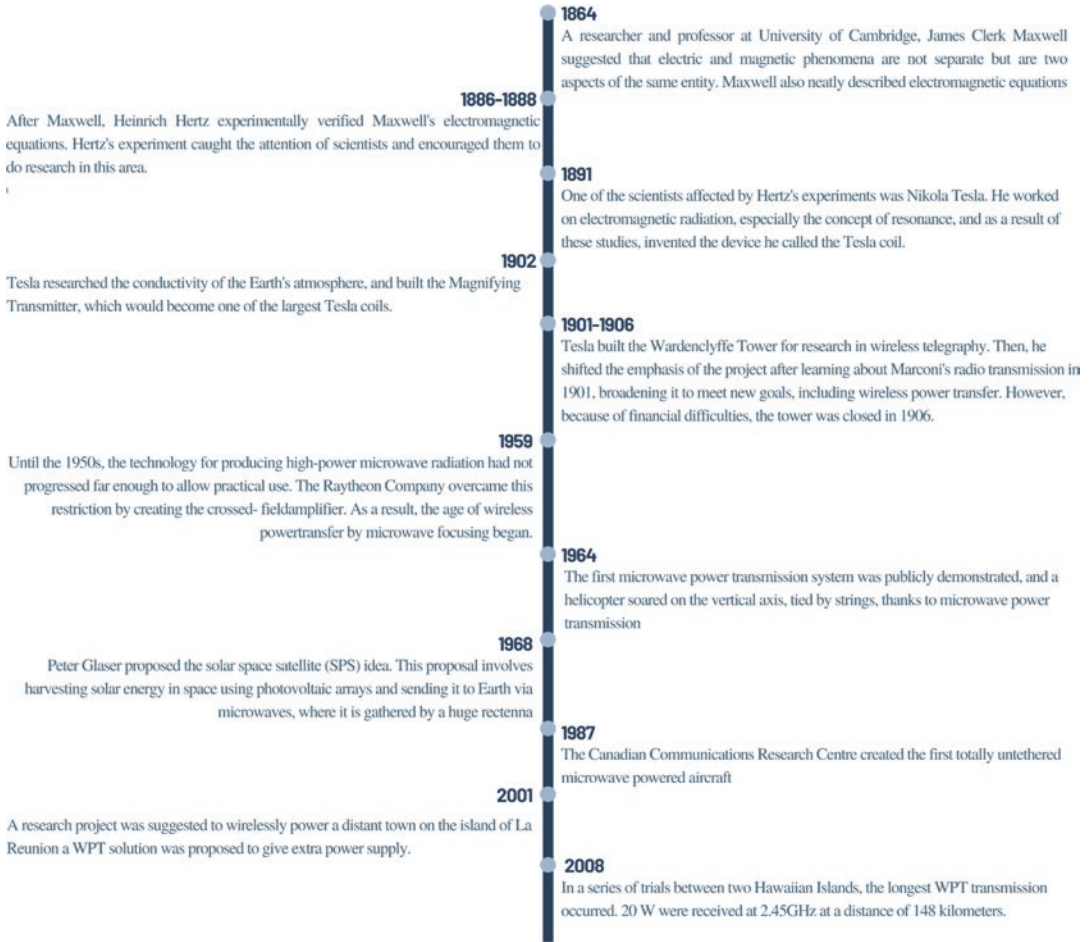 1864
A researcher and professor at University of Cambridge, James Clerk Maxwell
suggested that electric and magnetic phenomena are not separate but are two
aspects of the same entity. Maxwell also neatly described electromagnetic equations
1886-1888
After Maxwell, Heinrich Hertz experimentally verified Maxwell's electromagnetic
equations. Hertz's experiment caught the attention of scientists and encouraged them to
do research in this area.
1891
One of the scientists affected by Hertz's experiments was Nikola Tesla. He worked
on electromagnetic radiation, especially the concept of resonance, and as a result of
these studies, invented the device he called the Tesla coil.
1902
Tesla researched the conductivity of the Earth's atmosphere, and built the Magnifying
Transmitter, which would become one of the largest Tesla coils.
1901-1906
Tesla built the Wardenclyffe Tower for research in wireless telegraphy. Then, he
shifted the emphasis of the project after learning about Marconi's radio transmission in
1901, broadening it to meet new goals, including wireless power transfer. However,
because of financial difficulties, the tower was closed in 1906.
1959
Until the 1950s, the technology for producing high-power microwave radiation had not
progressed far enough to allow practical use. The Raytheon Company overcame this
restriction by creating the crossed- fieldamplifier. As a result, the age of wireless
powertransfer by microwave focusing began.
1964
The first microwave power transmission system was publicly demonstrated, and a
helicopter soared on the vertical axis, tied by strings, thanks to microwave power
transmission
1968
Peter Glaser proposed the solar space satellite (SPS) idea. This proposal involves
harvesting solar energy in space using photovoltaic arrays and sending it to Earth via
microwaves, where it is gathered by a huge rectenna
1987
The Canadian Communications Research Centre created the first totally untethered
microwave powered aircraft
2001
A research project was suggested to wirelessly power a distant town on the island of La
Reunion a WPT solution was proposed to give extra power supply.
2008
In a series of trials between two Hawaiian Islands, the longest WPT transmission
occurred. 20 W were received at 2.45GHz at a distance of 148 kilometers.